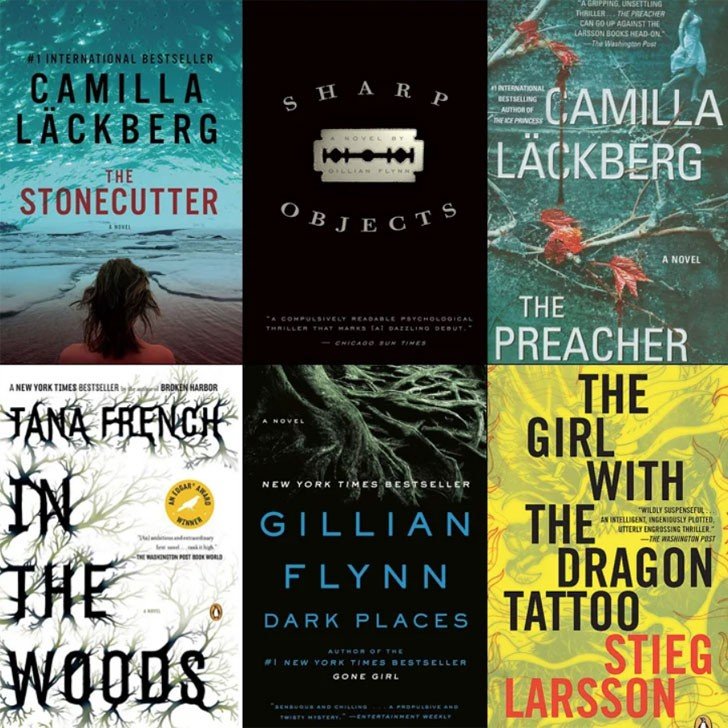 #1 INTERNATIONAL BESTSELLER
CAMILLA
LÄCKBERG
THE
STONECUTTER
A NOVEL
SHARP
A NOVEL BY
GILLIAN FLYNN
OBJECTS
"A COMPULSIVELY READABLE PSYCHOLOGICAL
THRILLER THAT MARKS [A] DAZZLING DEBUT."
— CHICAGO SUN TIMES
"A GRIPPING, UNSETTLING
THRILLER . . . THE PREACHER
CAN GO UP AGAINST THE
LARSSON BOOKS HEAD-ON."
—The Washington Post
#1 INTERNATIONAL
BESTSELLING
AUTHOR OF
THE ICE PRINCESS
CAMILLA
LÄCKBERG
A NOVEL
THE
PREACHER
A NEW YORK TIMES BESTSELLER by the author of BROKEN HARBOR
TANA FRENCH
IN
THE
WOODS
AN EDGAR® AWARD
WINNER
—THE WASHINGTON POST BOOK WORLD
A NOVEL
A NOVEL
NEW YORK TIMES BESTSELLER
GILLIAN
FLYNN
DARK PLACES
AUTHOR OF THE
#1 NEW YORK TIMES BESTSELLER
GONE GIRL
"SENSUOUS AND CHILLING . . . A PROPULSIVE AND
TWISTY MYSTERY." —ENTERTAINMENT WEEKLY
THE
GIRL
WITH
THE
DRAGON
TATTOO
"WILDLY SUSPENSEFUL . . .
AN INTELLIGENT, INGENIOUSLY PLOTTED,
UTTERLY ENGROSSING THRILLER."
—THE WASHINGTON POST
STIEG
LARSSON